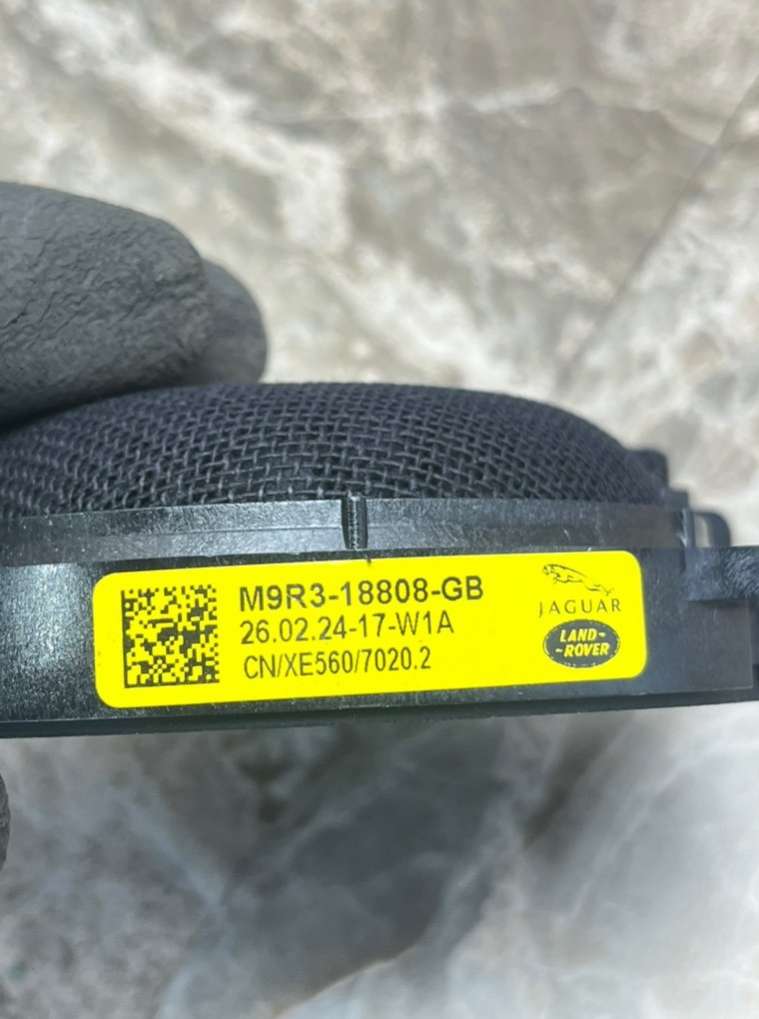 M9R3-18808-GB
26.02.24-17-W1A
CN/XE560/7020.2
JAGUAR
LAND-
~ROVER